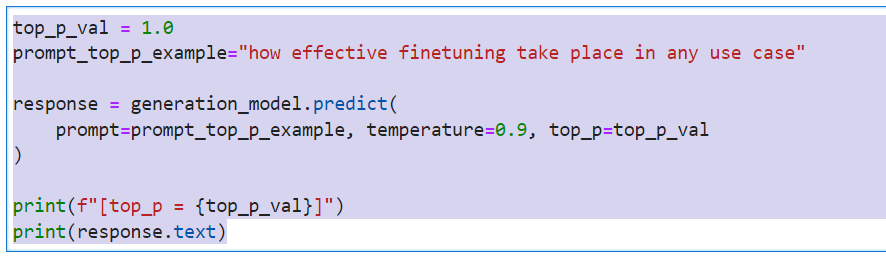 top_p_val = 1.0
prompt_top_p_example="how effective finetuning take place in any use case"
response = generation_model.predict(
    prompt=prompt_top_p_example, temperature=0.9, top_p=top_p_val
)
print(f"[top_p = {top_p_val}]")
print(response.text)